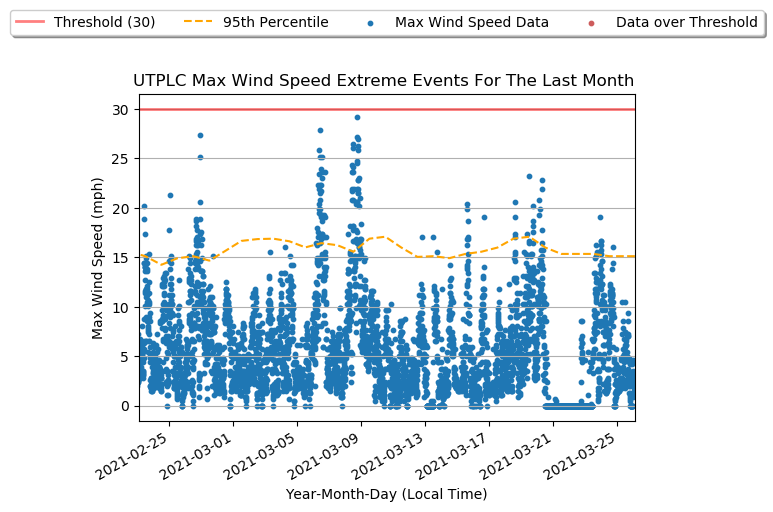 Threshold (30) 95th Percentile Max Wind Speed Data Data over Threshold
UTPLC Max Wind Speed Extreme Events For The Last Month
30
25
20
15
10
5
0
Max Wind Speed (mph)
2021-02-25 2021-03-01 2021-03-05 2021-03-09 2021-03-13 2021-03-17 2021-03-21 2021-03-25
Year-Month-Day (Local Time)